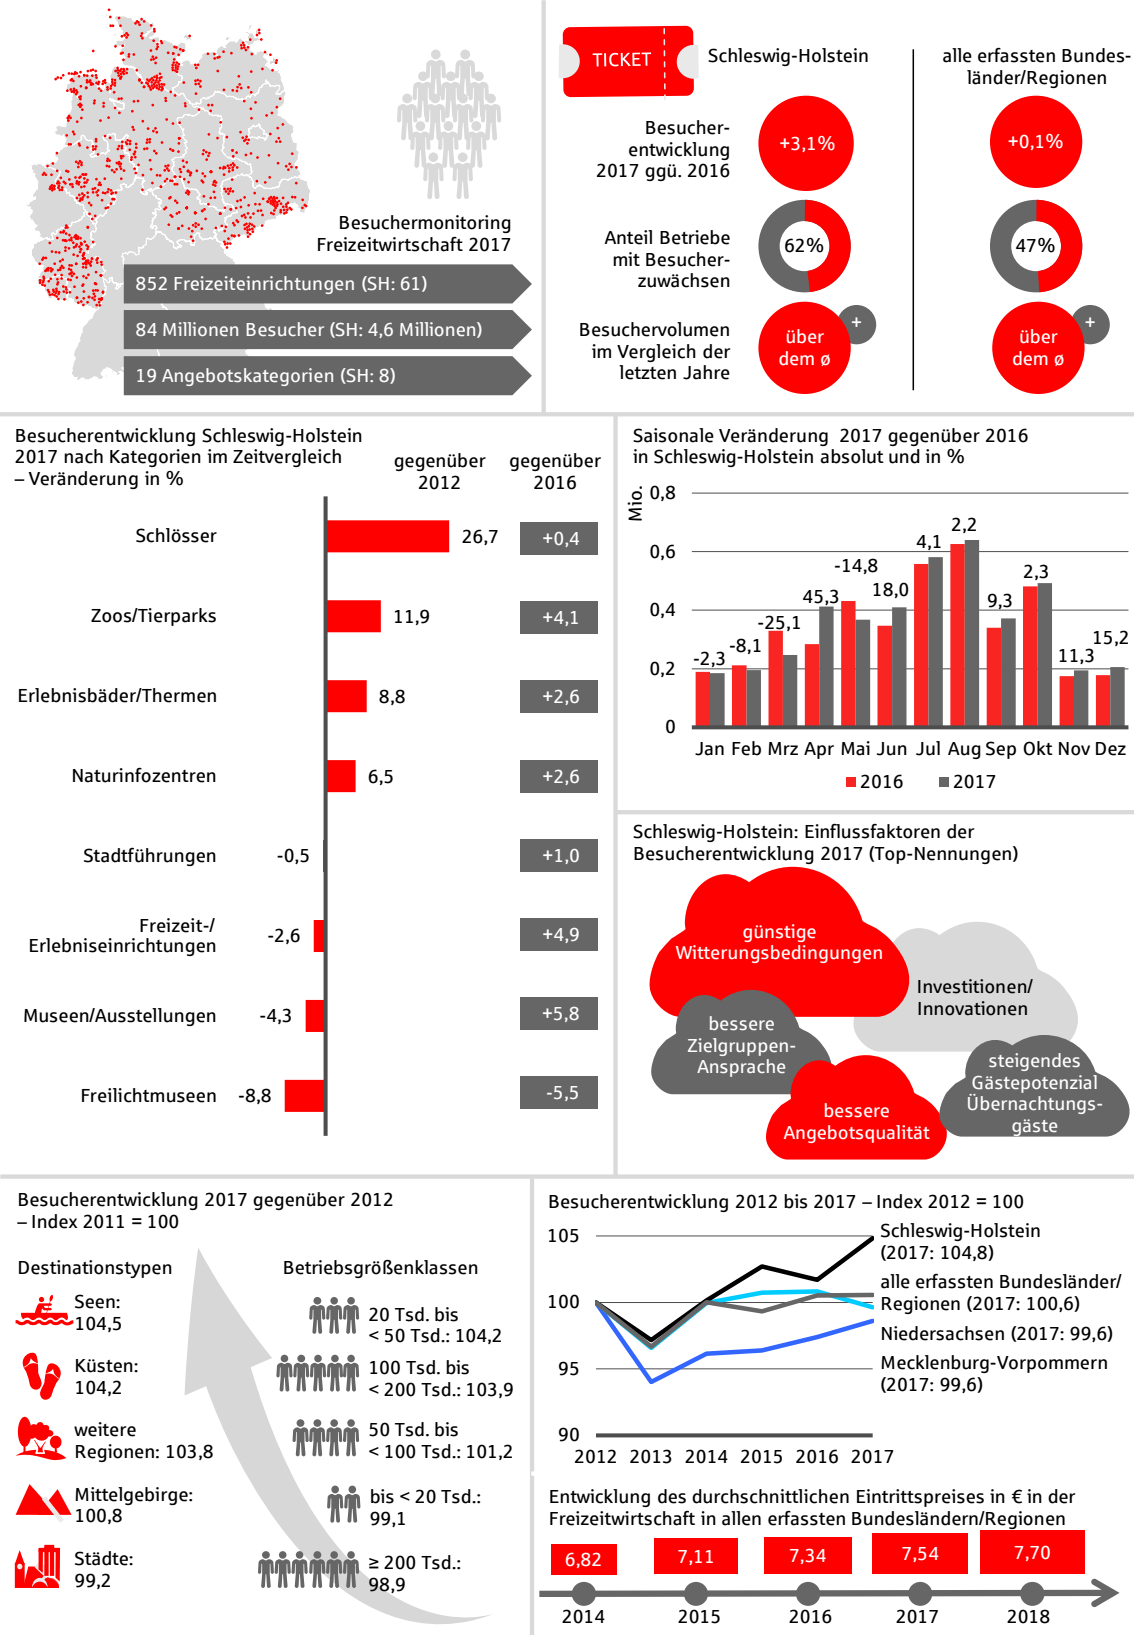 Besuchermonitoring
Freizeitwirtschaft 2017
852 Freizeiteinrichtungen (SH: 61)
84 Millionen Besucher (SH: 4,6 Millionen)
19 Angebotskategorien (SH: 8)
TICKET
Schleswig-Holstein
alle erfassten Bundes-
länder/Regionen
Besucher-
entwicklung
2017 ggü. 2016
+3,1%
+0,1%
Anteil Betriebe
mit Besucher-
zuwächsen
62%
47%
Besuchervolumen
im Vergleich der
letzten Jahre
über
dem ø
+
über
dem ø
+
Besucherentwicklung Schleswig-Holstein
2017 nach Kategorien im Zeitvergleich
– Veränderung in %
gegenüber
2012
gegenüber
2016
Schlösser 26,7 +0,4
Zoos/Tierparks 11,9 +4,1
Erlebnisbäder/Thermen 8,8 +2,6
Naturinfozentren 6,5 +2,6
Stadtführungen -0,5 +1,0
Freizeit-/
Erlebniseinrichtungen -2,6 +4,9
Museen/Ausstellungen -4,3 +5,8
Freilichtmuseen -8,8 -5,5
Saisonale Veränderung 2017 gegenüber 2016
in Schleswig-Holstein absolut und in %
Mio.
0,8
0,6
0,4
0,2
0
-2,3 -8,1 -25,1 45,3 -14,8 18,0 4,1 2,2 9,3 2,3 11,3 15,2
Jan Feb Mrz Apr Mai Jun Jul Aug Sep Okt Nov Dez
2016 2017
Schleswig-Holstein: Einflussfaktoren der
Besucherentwicklung 2017 (Top-Nennungen)
günstige
Witterungsbedingungen
Investitionen/
Innovationen
bessere
Zielgruppen-
Ansprache
steigendes
Gästepotenzial
Übernachtungs-
gäste
bessere
Angebotsqualität
Besucherentwicklung 2017 gegenüber 2012
– Index 2011 = 100
Destinationstypen
Seen:
104,5
Küsten:
104,2
weitere
Regionen: 103,8
Mittelgebirge:
100,8
Städte:
99,2
Betriebsgrößenklassen
20 Tsd. bis
< 50 Tsd.: 104,2
100 Tsd. bis
< 200 Tsd.: 103,9
50 Tsd. bis
< 100 Tsd.: 101,2
bis < 20 Tsd.:
99,1
≥ 200 Tsd.:
98,9
Besucherentwicklung 2012 bis 2017 – Index 2012 = 100
105
100
95
90
2012 2013 2014 2015 2016 2017
Schleswig-Holstein
(2017: 104,8)
alle erfassten Bundesländer/
Regionen (2017: 100,6)
Niedersachsen (2017: 99,6)
Mecklenburg-Vorpommern
(2017: 99,6)
Entwicklung des durchschnittlichen Eintrittspreises in € in der
Freizeitwirtschaft in allen erfassten Bundesländern/Regionen
6,82 7,11 7,34 7,54 7,70
2014 2015 2016 2017 2018